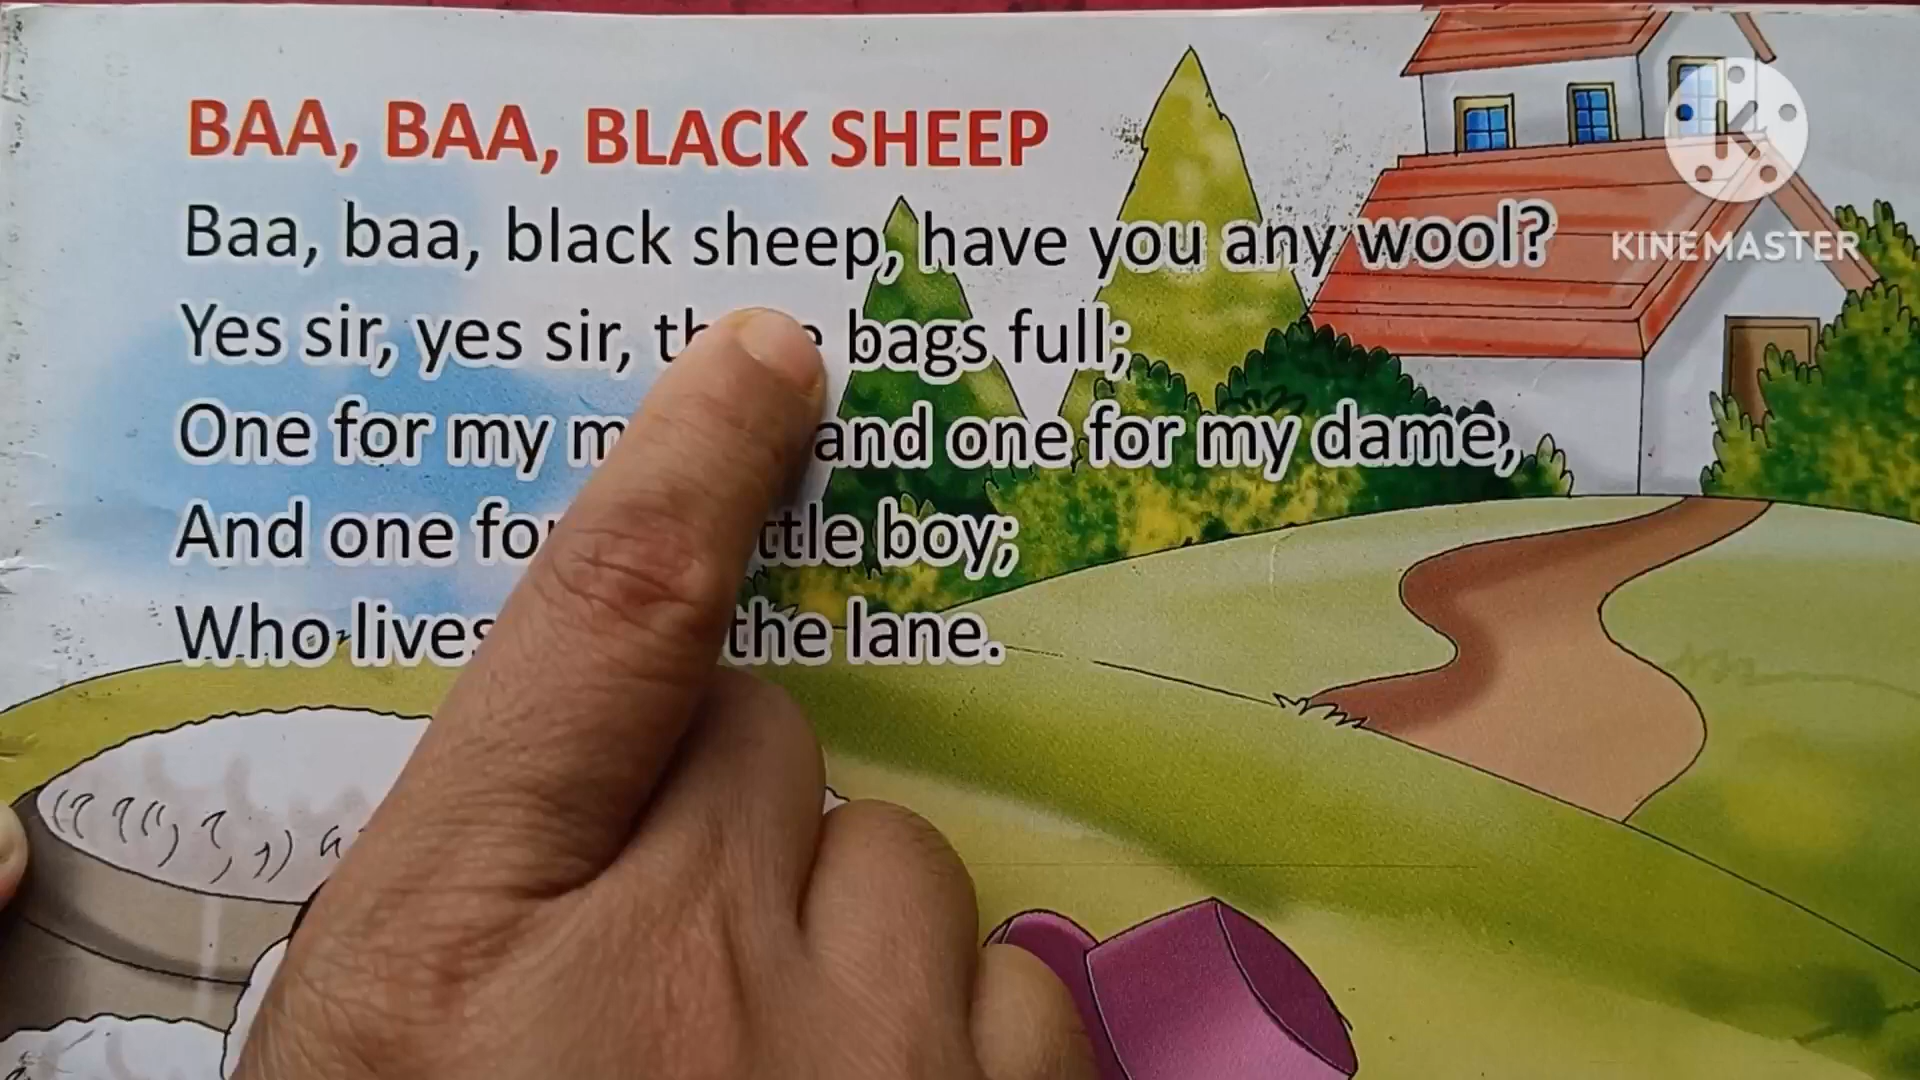 BAA, BAA, BLACK SHEEP
Baa, baa, black sheep, have you any wool?
Yes sir, yes sir, bags full;
One for my and one for my dame,
And one boy;
Who lives the lane.
KINEMASTER